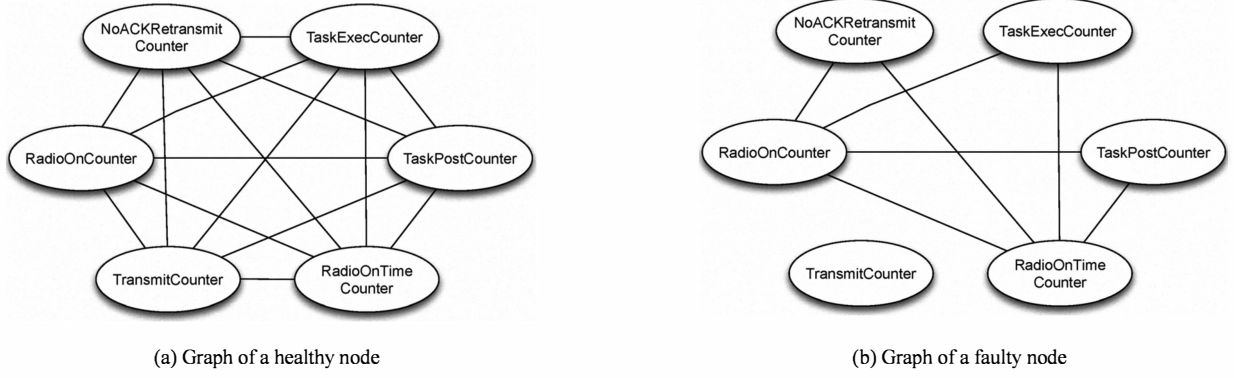 NoACKRetransmit
Counter
TaskExecCounter
RadioOnCounter
TaskPostCounter
TransmitCounter
RadioOnTime
Counter
(a) Graph of a healthy node
NoACKRetransmit
Counter
TaskExecCounter
RadioOnCounter
TaskPostCounter
TransmitCounter
RadioOnTime
Counter
(b) Graph of a faulty node